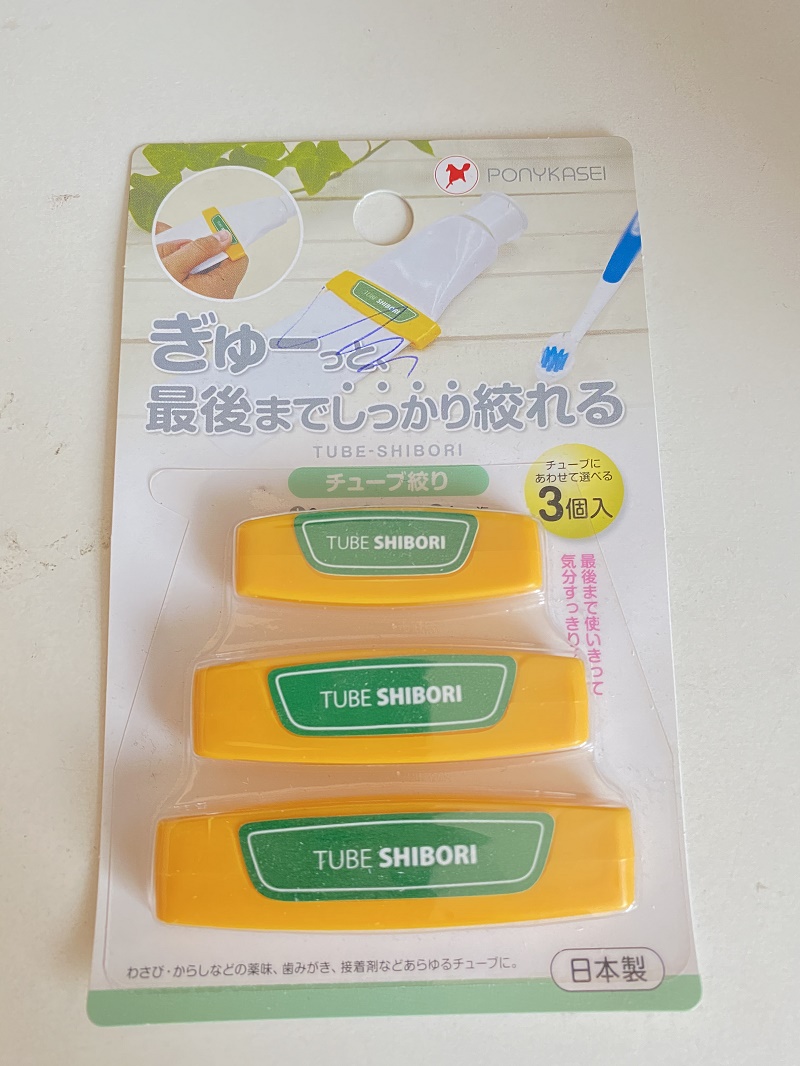 PONYKASEI
TUBE SHIBORI
ぎゅーっと、
最後までしっかり絞れる
TUBE-SHIBORI
チューブ絞り
チューブに
あわせて選べる
3個入
最後まで使いきって
気分すっきり
TUBE SHIBORI
TUBE SHIBORI
TUBE SHIBORI
わさび・からしなどの薬味、歯みがき、接着剤などあらゆるチューブに。
日本製